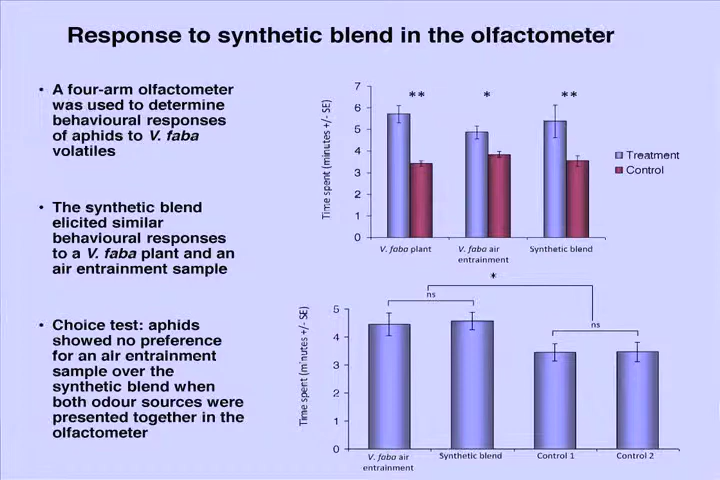 Response to synthetic blend in the olfactometer
• A four-arm olfactometer
was used to determine
behavioural responses
of aphids to V. faba
volatiles
• The synthetic blend
elicited similar
behavioural responses
to a V. faba plant and an
air entrainment sample
• Choice test: aphids
showed no preference
for an air entrainment
sample over the
synthetic blend when
both odour sources were
presented together in the
olfactometer
Time spent (minutes +/- SE)
7
6
5
4
3
2
1
0
**
*
**
V. faba plant
V. faba air
entrainment
Synthetic blend
Treatment
Control
Time spent (minutes +/- SE)
5
4
3
2
1
0
*
ns
ns
V. faba air
entrainment
Synthetic blend
Control 1
Control 2